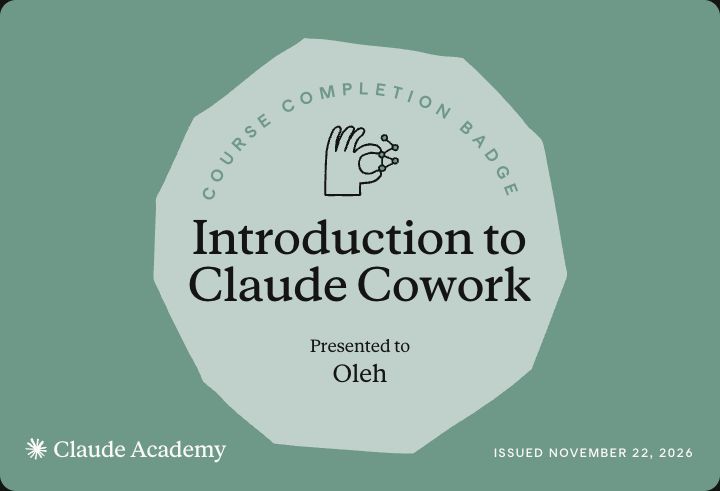 COURSE COMPLETION BADGE
Introduction to
Claude Cowork
Presented to
Oleh
Claude Academy
ISSUED NOVEMBER 22, 2026